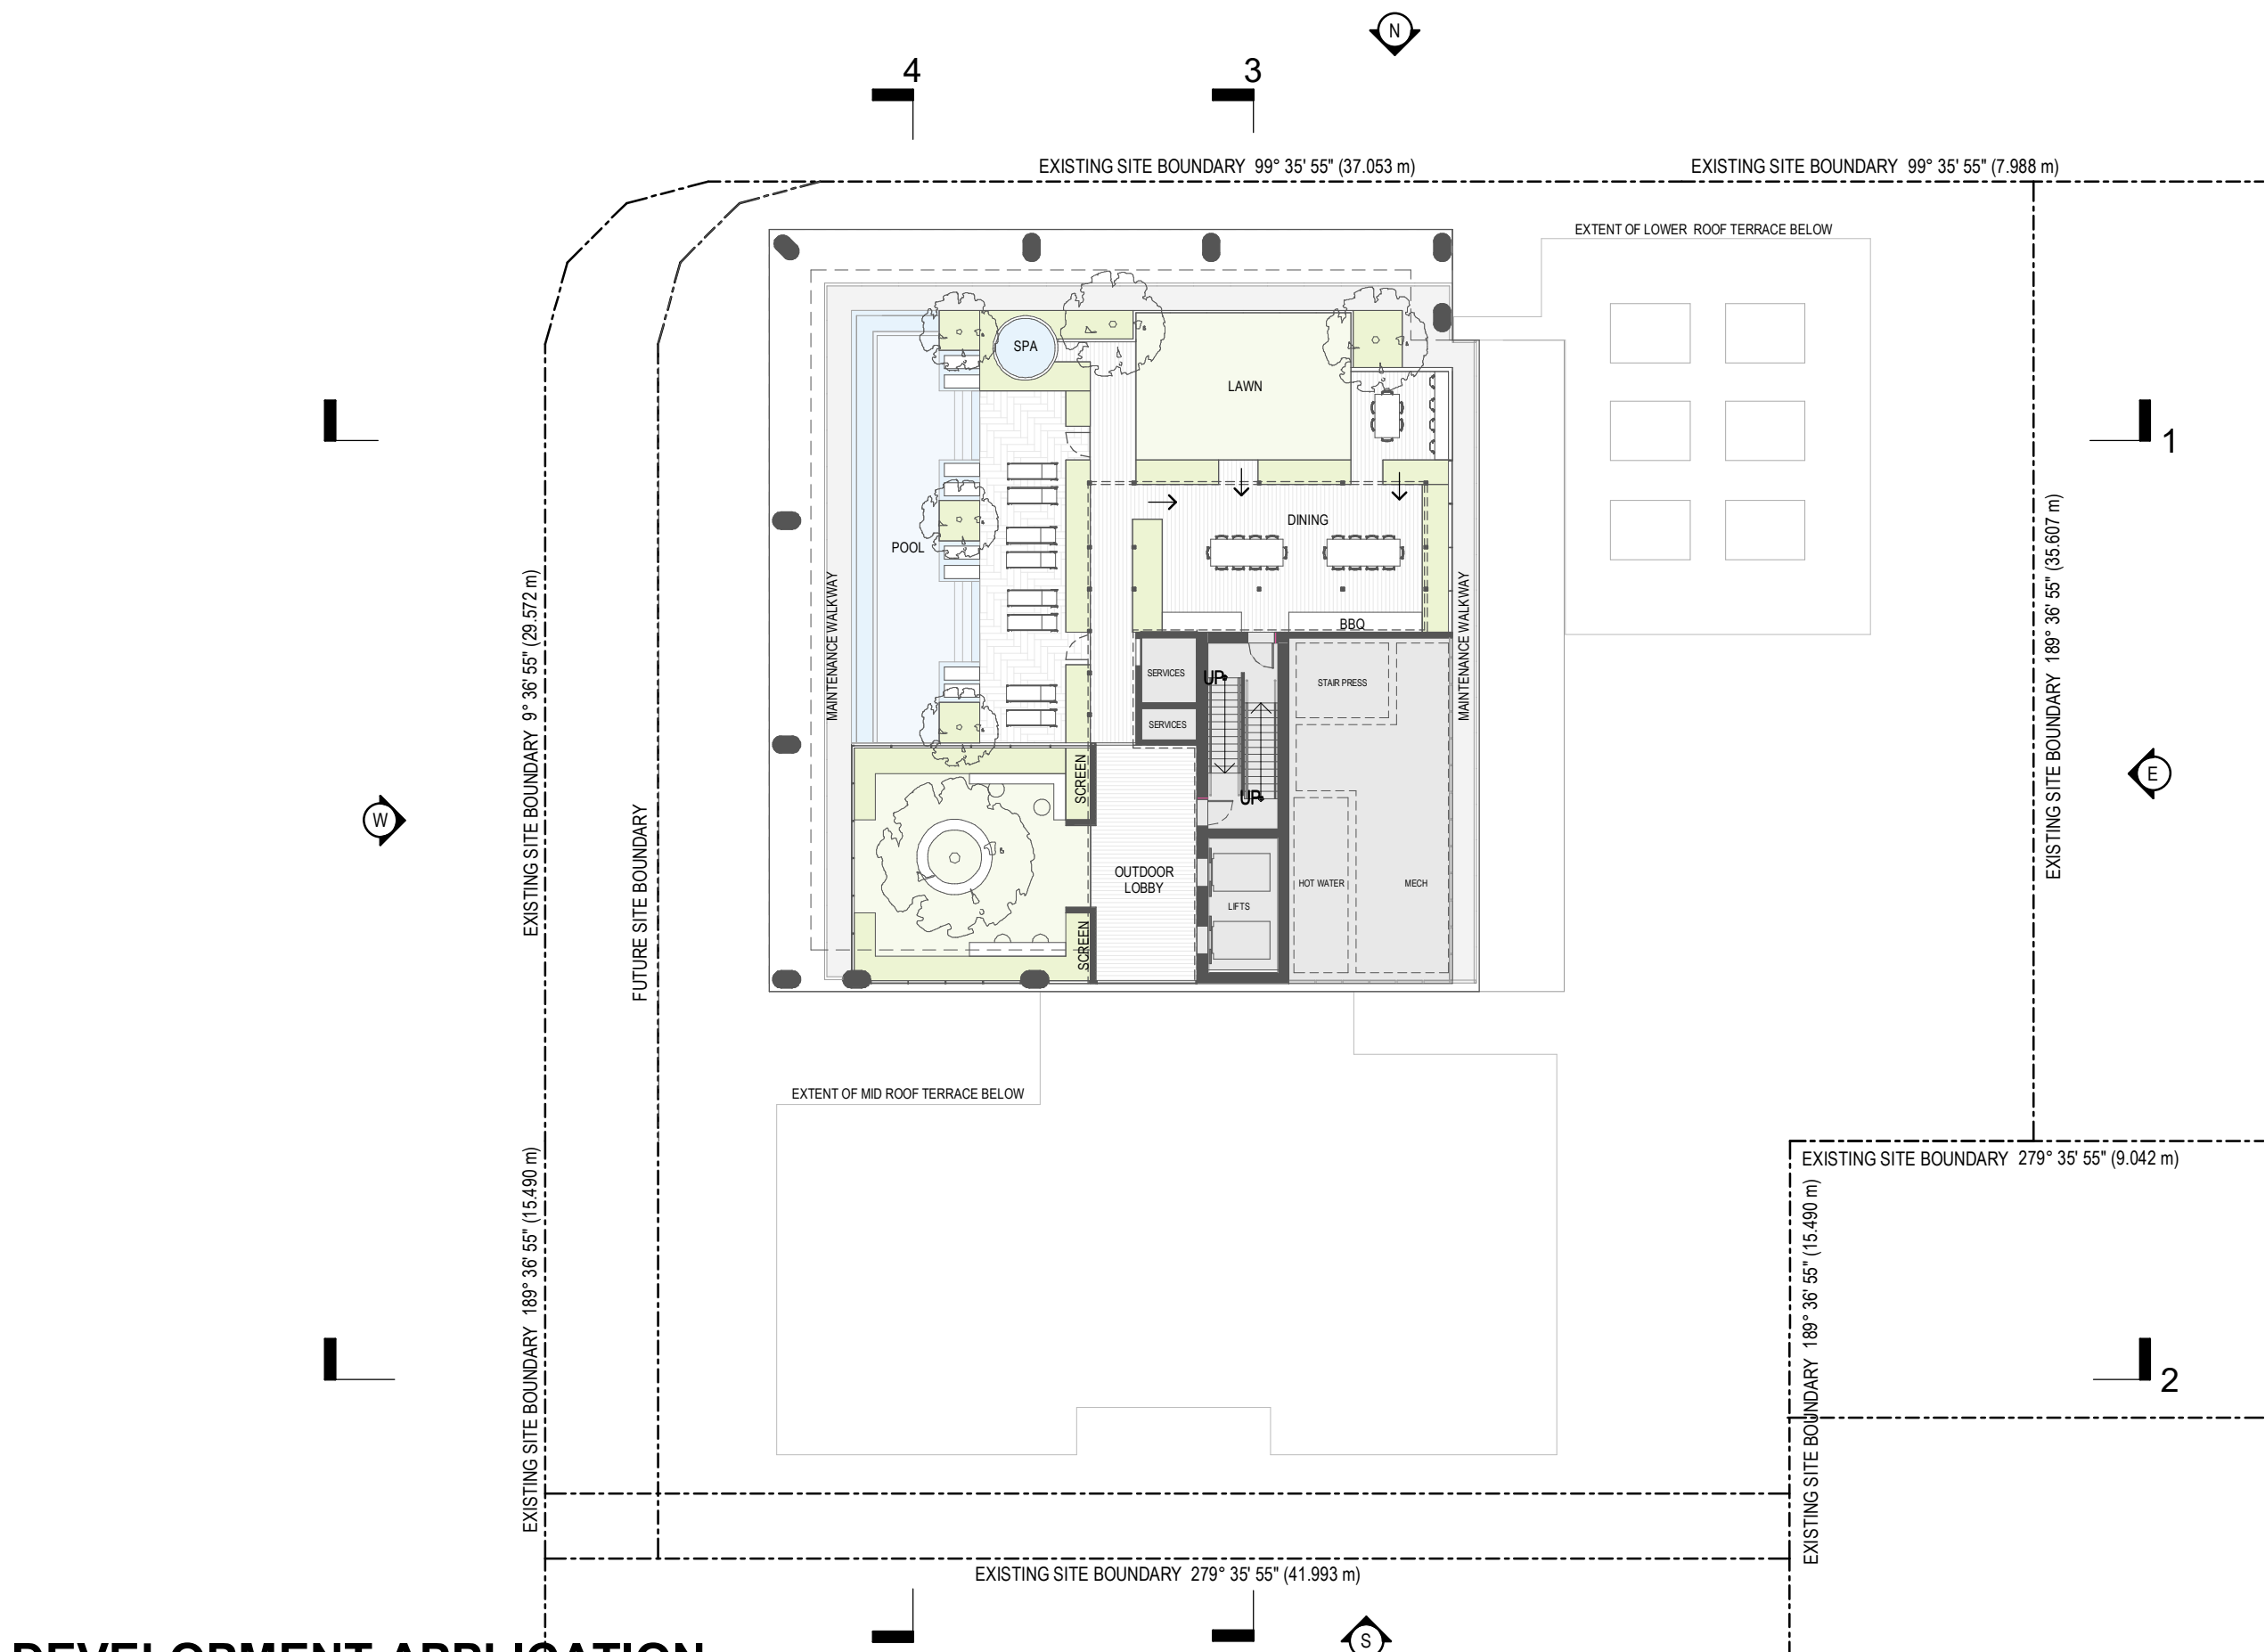 N
4
3
EXISTING SITE BOUNDARY 99° 35' 55" (37.053 m)
EXISTING SITE BOUNDARY 99° 35' 55" (7.988 m)
EXTENT OF LOWER ROOF TERRACE BELOW
SPA
LAWN
1
DINING
POOL
MAINTENANCE WALKWAY
MAINTENANCE WALKWAY
EXISTING SITE BOUNDARY 9° 36' 55" (29.572 m)
EXISTING SITE BOUNDARY 189° 36' 55" (35.607 m)
BBQ
SERVICES
UP
STAIR PRESS
SERVICES
SCREEN
UP
E
W
FUTURE SITE BOUNDARY
OUTDOOR
LOBBY
HOT WATER
MECH
LIFTS
SCREEN
EXTENT OF MID ROOF TERRACE BELOW
EXISTING SITE BOUNDARY 279° 35' 55" (9.042 m)
EXISTING SITE BOUNDARY 189° 36' 55" (15.490 m)
EXISTING SITE BOUNDARY 189° 36' 55" (15.490 m)
2
EXISTING SITE BOUNDARY 279° 35' 55" (41.993 m)
S
DEVELOPMENT APPLICATION